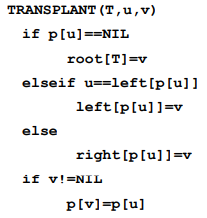 TRANSPLANT(T,u,v)
if p[u]==NIL
root[T]=v
elseif u==left[p[u]]
left[p[u]]=v
else
right[p[u]]=v
if v!=NIL
p[v]=p[u]